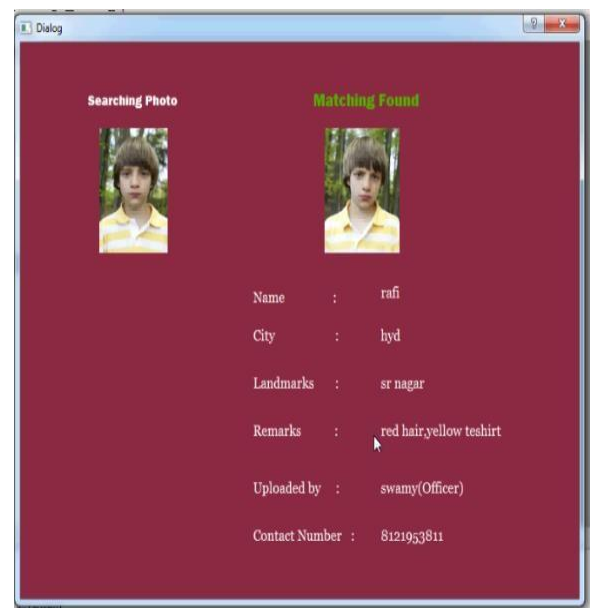 Dialog
Searching Photo
Matching Found
Name : rafi
City : hyd
Landmarks : sr nagar
Remarks : red hair,yellow teshirt
Uploaded by : swamy(Officer)
Contact Number : 8121953811